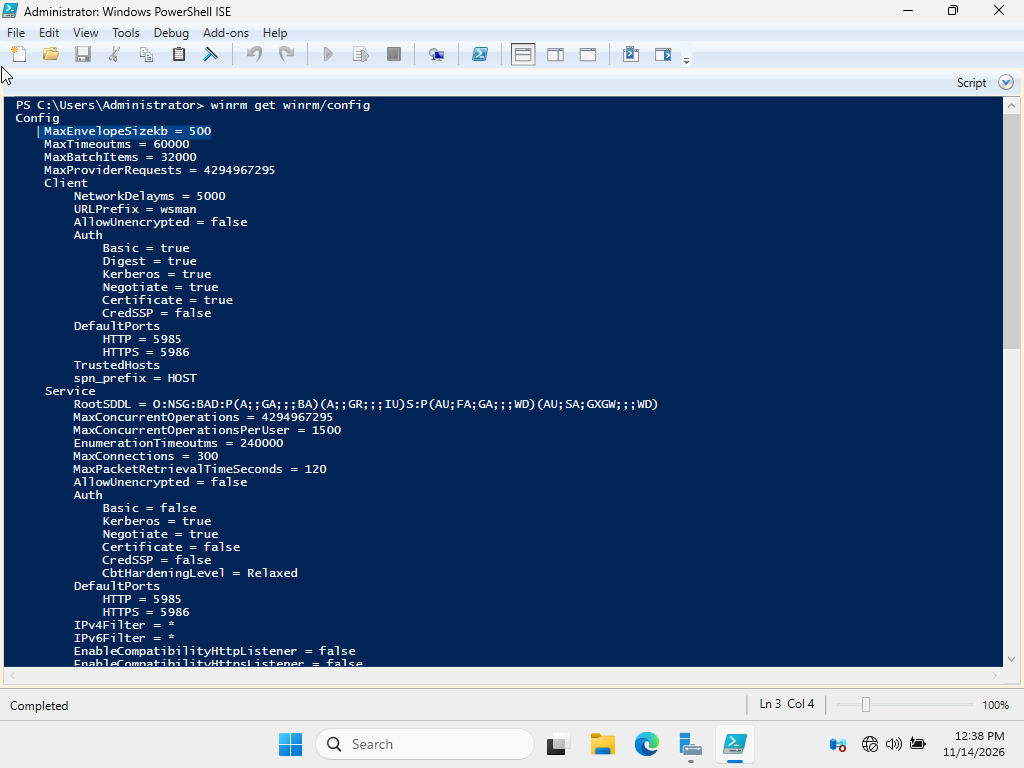 Administrator: Windows PowerShell ISE
File Edit View Tools Debug Add-ons Help
Script
PS C:\Users\Administrator> winrm get winrm/config
Config
MaxEnvelopeSizekb = 500
MaxTimeoutms = 60000
MaxBatchItems = 32000
MaxProviderRequests = 4294967295
Client
NetworkDelayms = 5000
URLPrefix = wsman
AllowUnencrypted = false
Auth
Basic = true
Digest = true
Kerberos = true
Negotiate = true
Certificate = true
CredSSP = false
DefaultPorts
HTTP = 5985
HTTPS = 5986
TrustedHosts
spn_prefix = HOST
Service
RootSDDL = O:NSG:BAD:P(A;;GA;;;BA)(A;;GR;;;IU)S:P(AU;FA;GA;;;WD)(AU;SA;GXGW;;;WD)
MaxConcurrentOperations = 4294967295
MaxConcurrentOperationsPerUser = 1500
EnumerationTimeoutms = 240000
MaxConnections = 300
MaxPacketRetrievalTimeSeconds = 120
AllowUnencrypted = false
Auth
Basic = false
Kerberos = true
Negotiate = true
Certificate = false
CredSSP = false
CbtHardeningLevel = Relaxed
DefaultPorts
HTTP = 5985
HTTPS = 5986
IPv4Filter = *
IPv6Filter = *
EnableCompatibilityHttpListener = false
EnableCompatibilityHttpsListener = false
Completed
Ln 3 Col 4
100%
Search
12:38 PM
11/14/2026